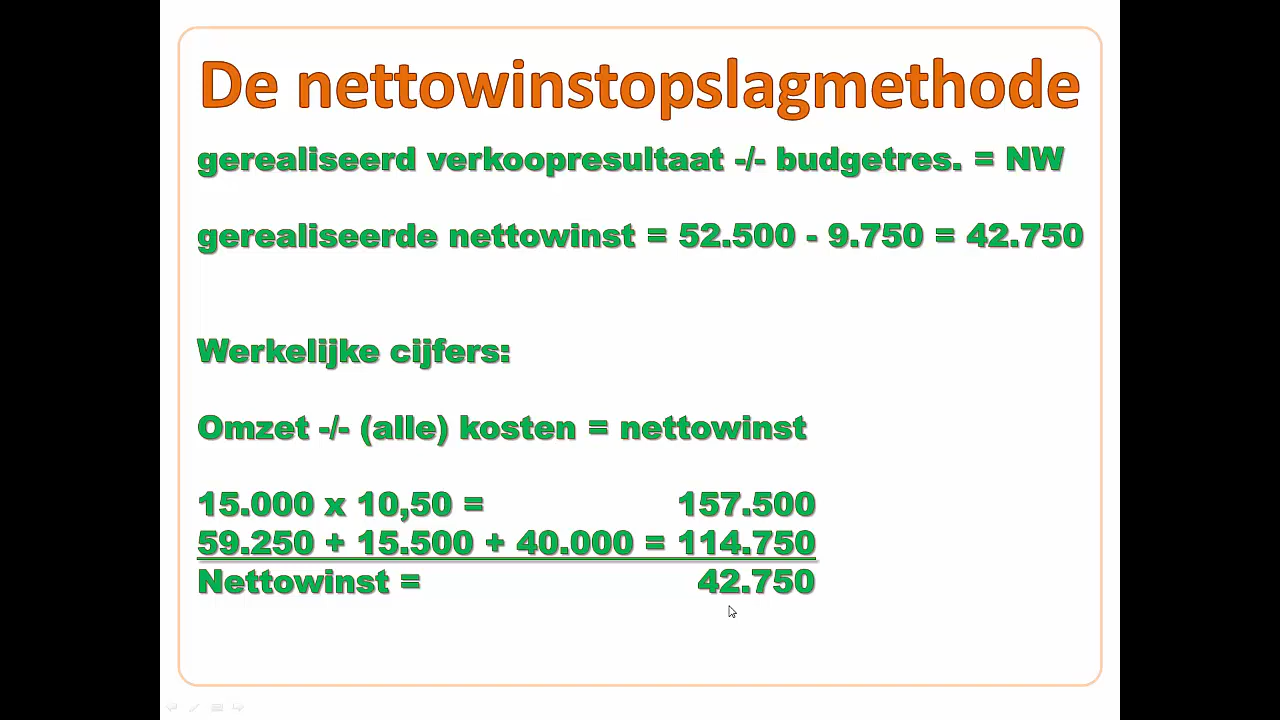 De nettowinstopslagmethode
gerealiseerd verkoopresultaat -/- budgetres. = NW
gerealiseerde nettowinst = 52.500 - 9.750 = 42.750
Werkelijke cijfers:
Omzet -/- (alle) kosten = nettowinst
15.000 x 10,50 = 157.500
59.250 + 15.500 + 40.000 = 114.750
Nettowinst = 42.750